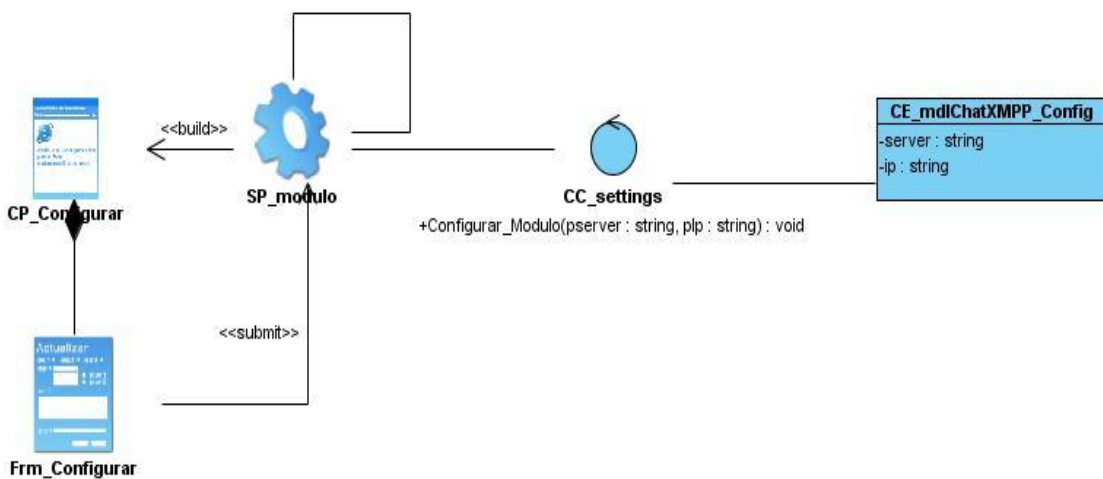 <<build>>
CE_mdlChatXMPP_Config
-server : string
-ip : string
CP_Configurar
SP_modulo
CC_settings
+Configurar_Modulo(pserver : string, pIp : string) : void
<<submit>>
Actualizar
Frm_Configurar